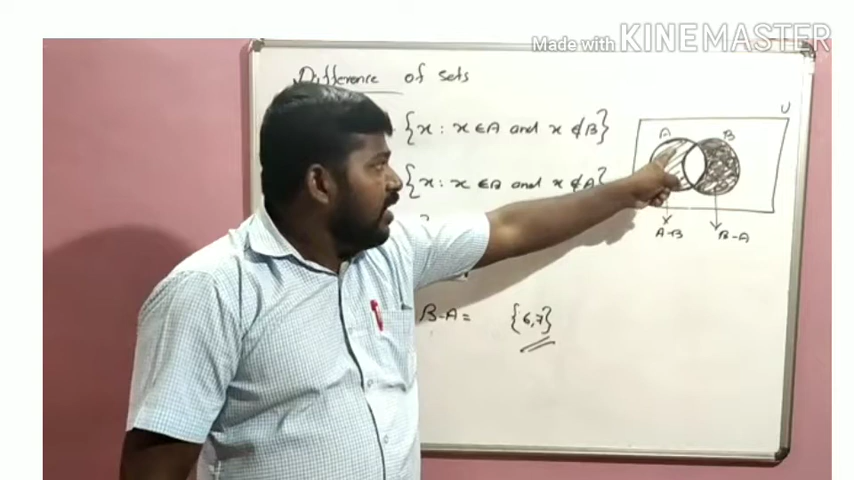 Made with KINEMASTER
Difference of sets
{x : x ∈ A and x ∉ B}
{x : x ∈ B and x ∉ A}
U
A B
A-B B-A
B-A = {6,7}